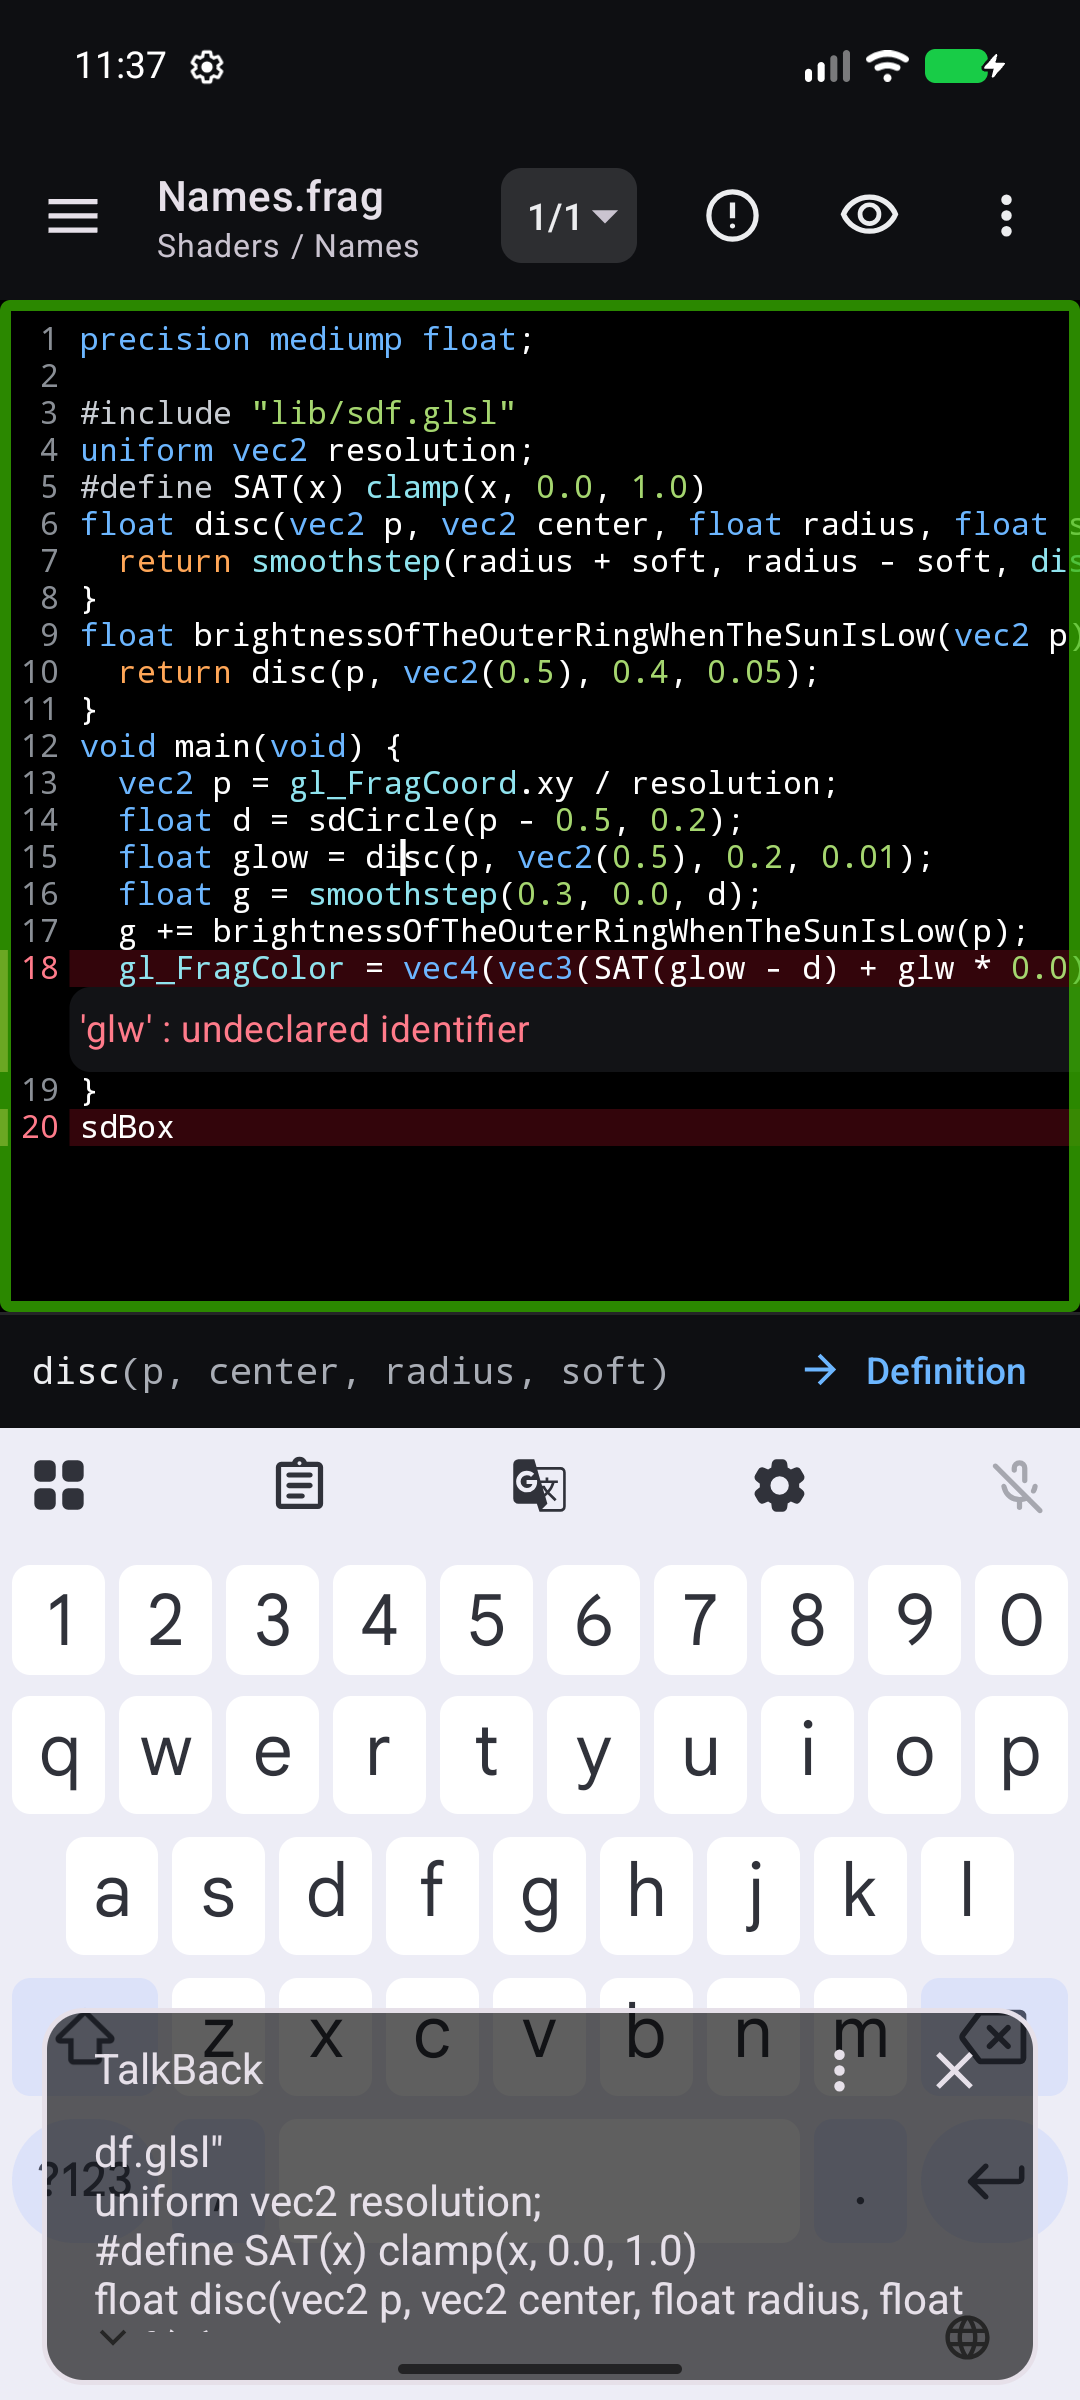 11:37
Names.frag
Shaders / Names
1/1
1 precision mediump float;
2
3 #include "lib/sdf.glsl"
4 uniform vec2 resolution;
5 #define SAT(x) clamp(x, 0.0, 1.0)
6 float disc(vec2 p, vec2 center, float radius, float s
7   return smoothstep(radius + soft, radius - soft, dis
8 }
9 float brightnessOfTheOuterRingWhenTheSunIsLow(vec2 p)
10   return disc(p, vec2(0.5), 0.4, 0.05);
11 }
12 void main(void) {
13   vec2 p = gl_FragCoord.xy / resolution;
14   float d = sdCircle(p - 0.5, 0.2);
15   float glow = disc(p, vec2(0.5), 0.2, 0.01);
16   float g = smoothstep(0.3, 0.0, d);
17   g += brightnessOfTheOuterRingWhenTheSunIsLow(p);
18   gl_FragColor = vec4(vec3(SAT(glow - d) + glw * 0.0)
'glw' : undeclared identifier
19 }
20 sdBox
disc(p, center, radius, soft) → Definition
1 2 3 4 5 6 7 8 9 0
q w e r t y u i o p
a s d f g h j k l
z x c v b n m
TalkBack
?123 , .
df.glsl"
uniform vec2 resolution;
#define SAT(x) clamp(x, 0.0, 1.0)
float disc(vec2 p, vec2 center, float radius, float